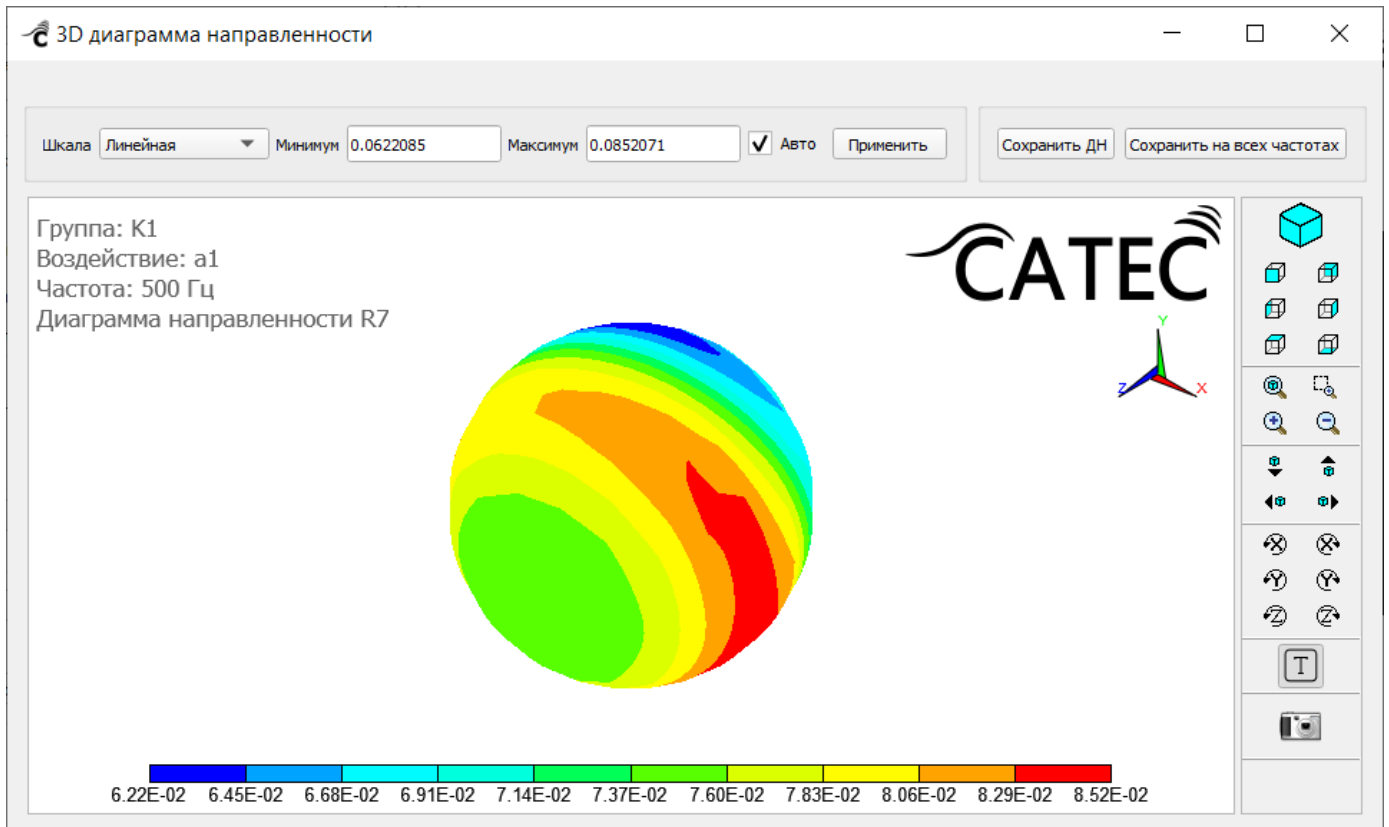 3D диаграмма направленности
Шкала Линейная Минимум 0.0622085 Максимум 0.0852071 Авто Применить Сохранить ДН Сохранить на всех частотах
Группа: K1
Воздействие: a1
Частота: 500 Гц
Диаграмма направленности R7
CATEC
Y
Z X
X X
Y Y
Z Z
T
6.22E-02 6.45E-02 6.68E-02 6.91E-02 7.14E-02 7.37E-02 7.60E-02 7.83E-02 8.06E-02 8.29E-02 8.52E-02